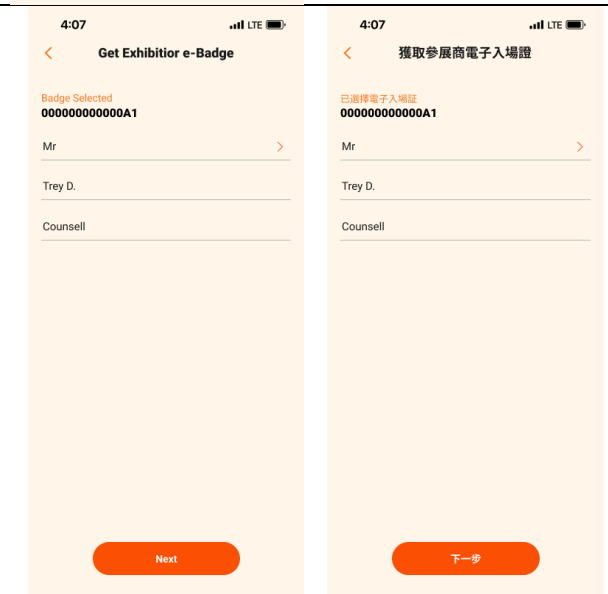 4:07
LTE
Get Exhibitior e-Badge
Badge Selected
000000000000A1
Mr
Trey D.
Counsell
Next
4:07
LTE
獲取參展商電子入場證
已選擇電子入場証
000000000000A1
Mr
Trey D.
Counsell
下一步